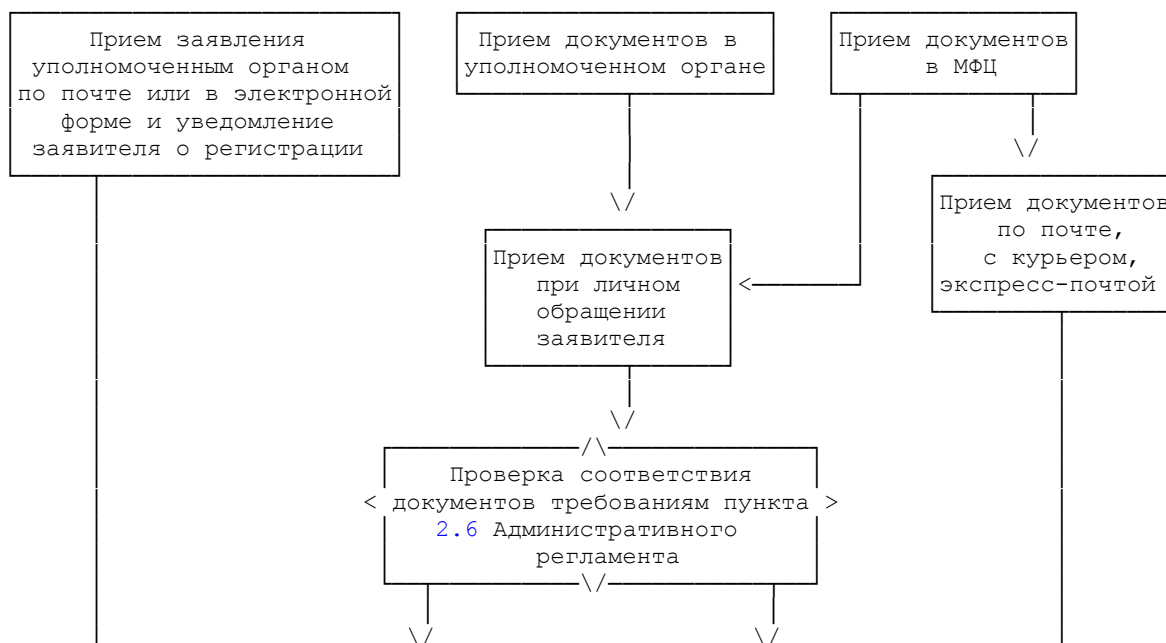 Прием заявления
уполномоченным органом
по почте или в электронной
форме и уведомление
заявителя о регистрации
Прием документов в
уполномоченном органе
Прием документов
в МФЦ
Прием документов
по почте,
с курьером,
экспресс-почтой
Прием документов
при личном
обращении
заявителя
Проверка соответствия
документов требованиям пункта
2.6 Административного
регламента